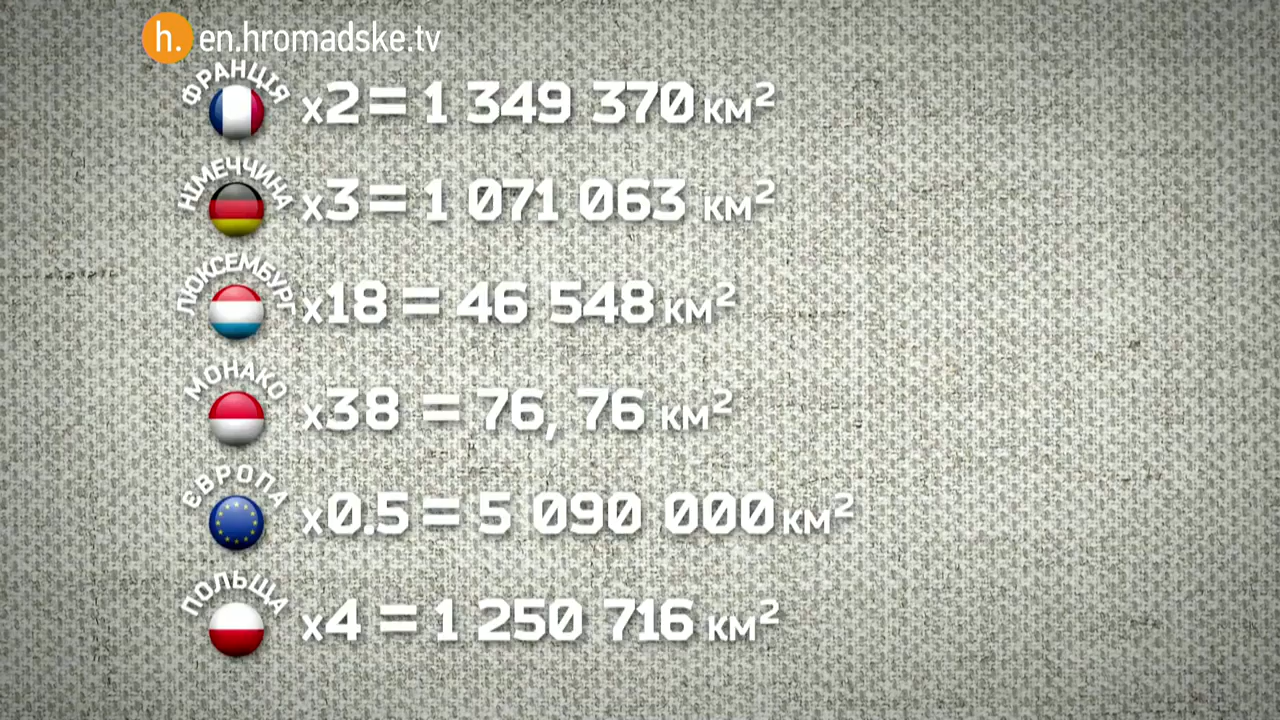 h. en.hromadske.tv
ФРАНЦІЯ
x2 = 1 349 370 км²
НІМЕЧЧИНА
x3 = 1 071 063 км²
ЛЮКСЕМБУРГ
x18 = 46 548 км²
МОНАКО
x38 = 76, 76 км²
ЄВРОПА
x0.5 = 5 090 000 км²
ПОЛЬЩА
x4 = 1 250 716 км²